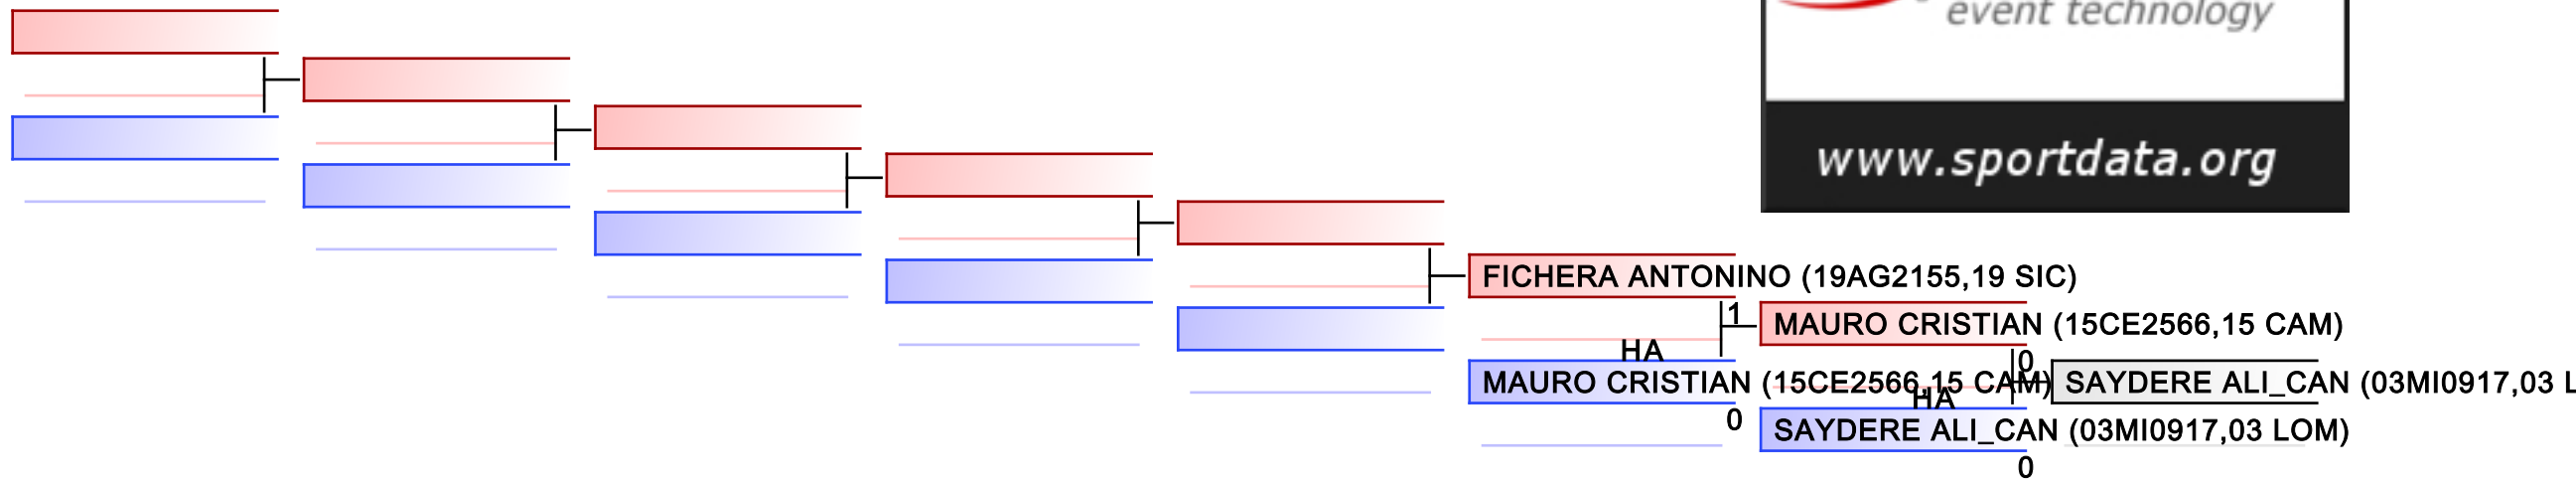 event technology
www.sportdata.org
FICHERA ANTONINO (19AG2155,19 SIC)
1
MAURO CRISTIAN (15CE2566,15 CAM)
HA
0
MAURO CRISTIAN (15CE2566,15 CAM)
SAYDERE ALI_CAN (03MI0917,03 L
HA
0
SAYDERE ALI_CAN (03MI0917,03 LOM)
0